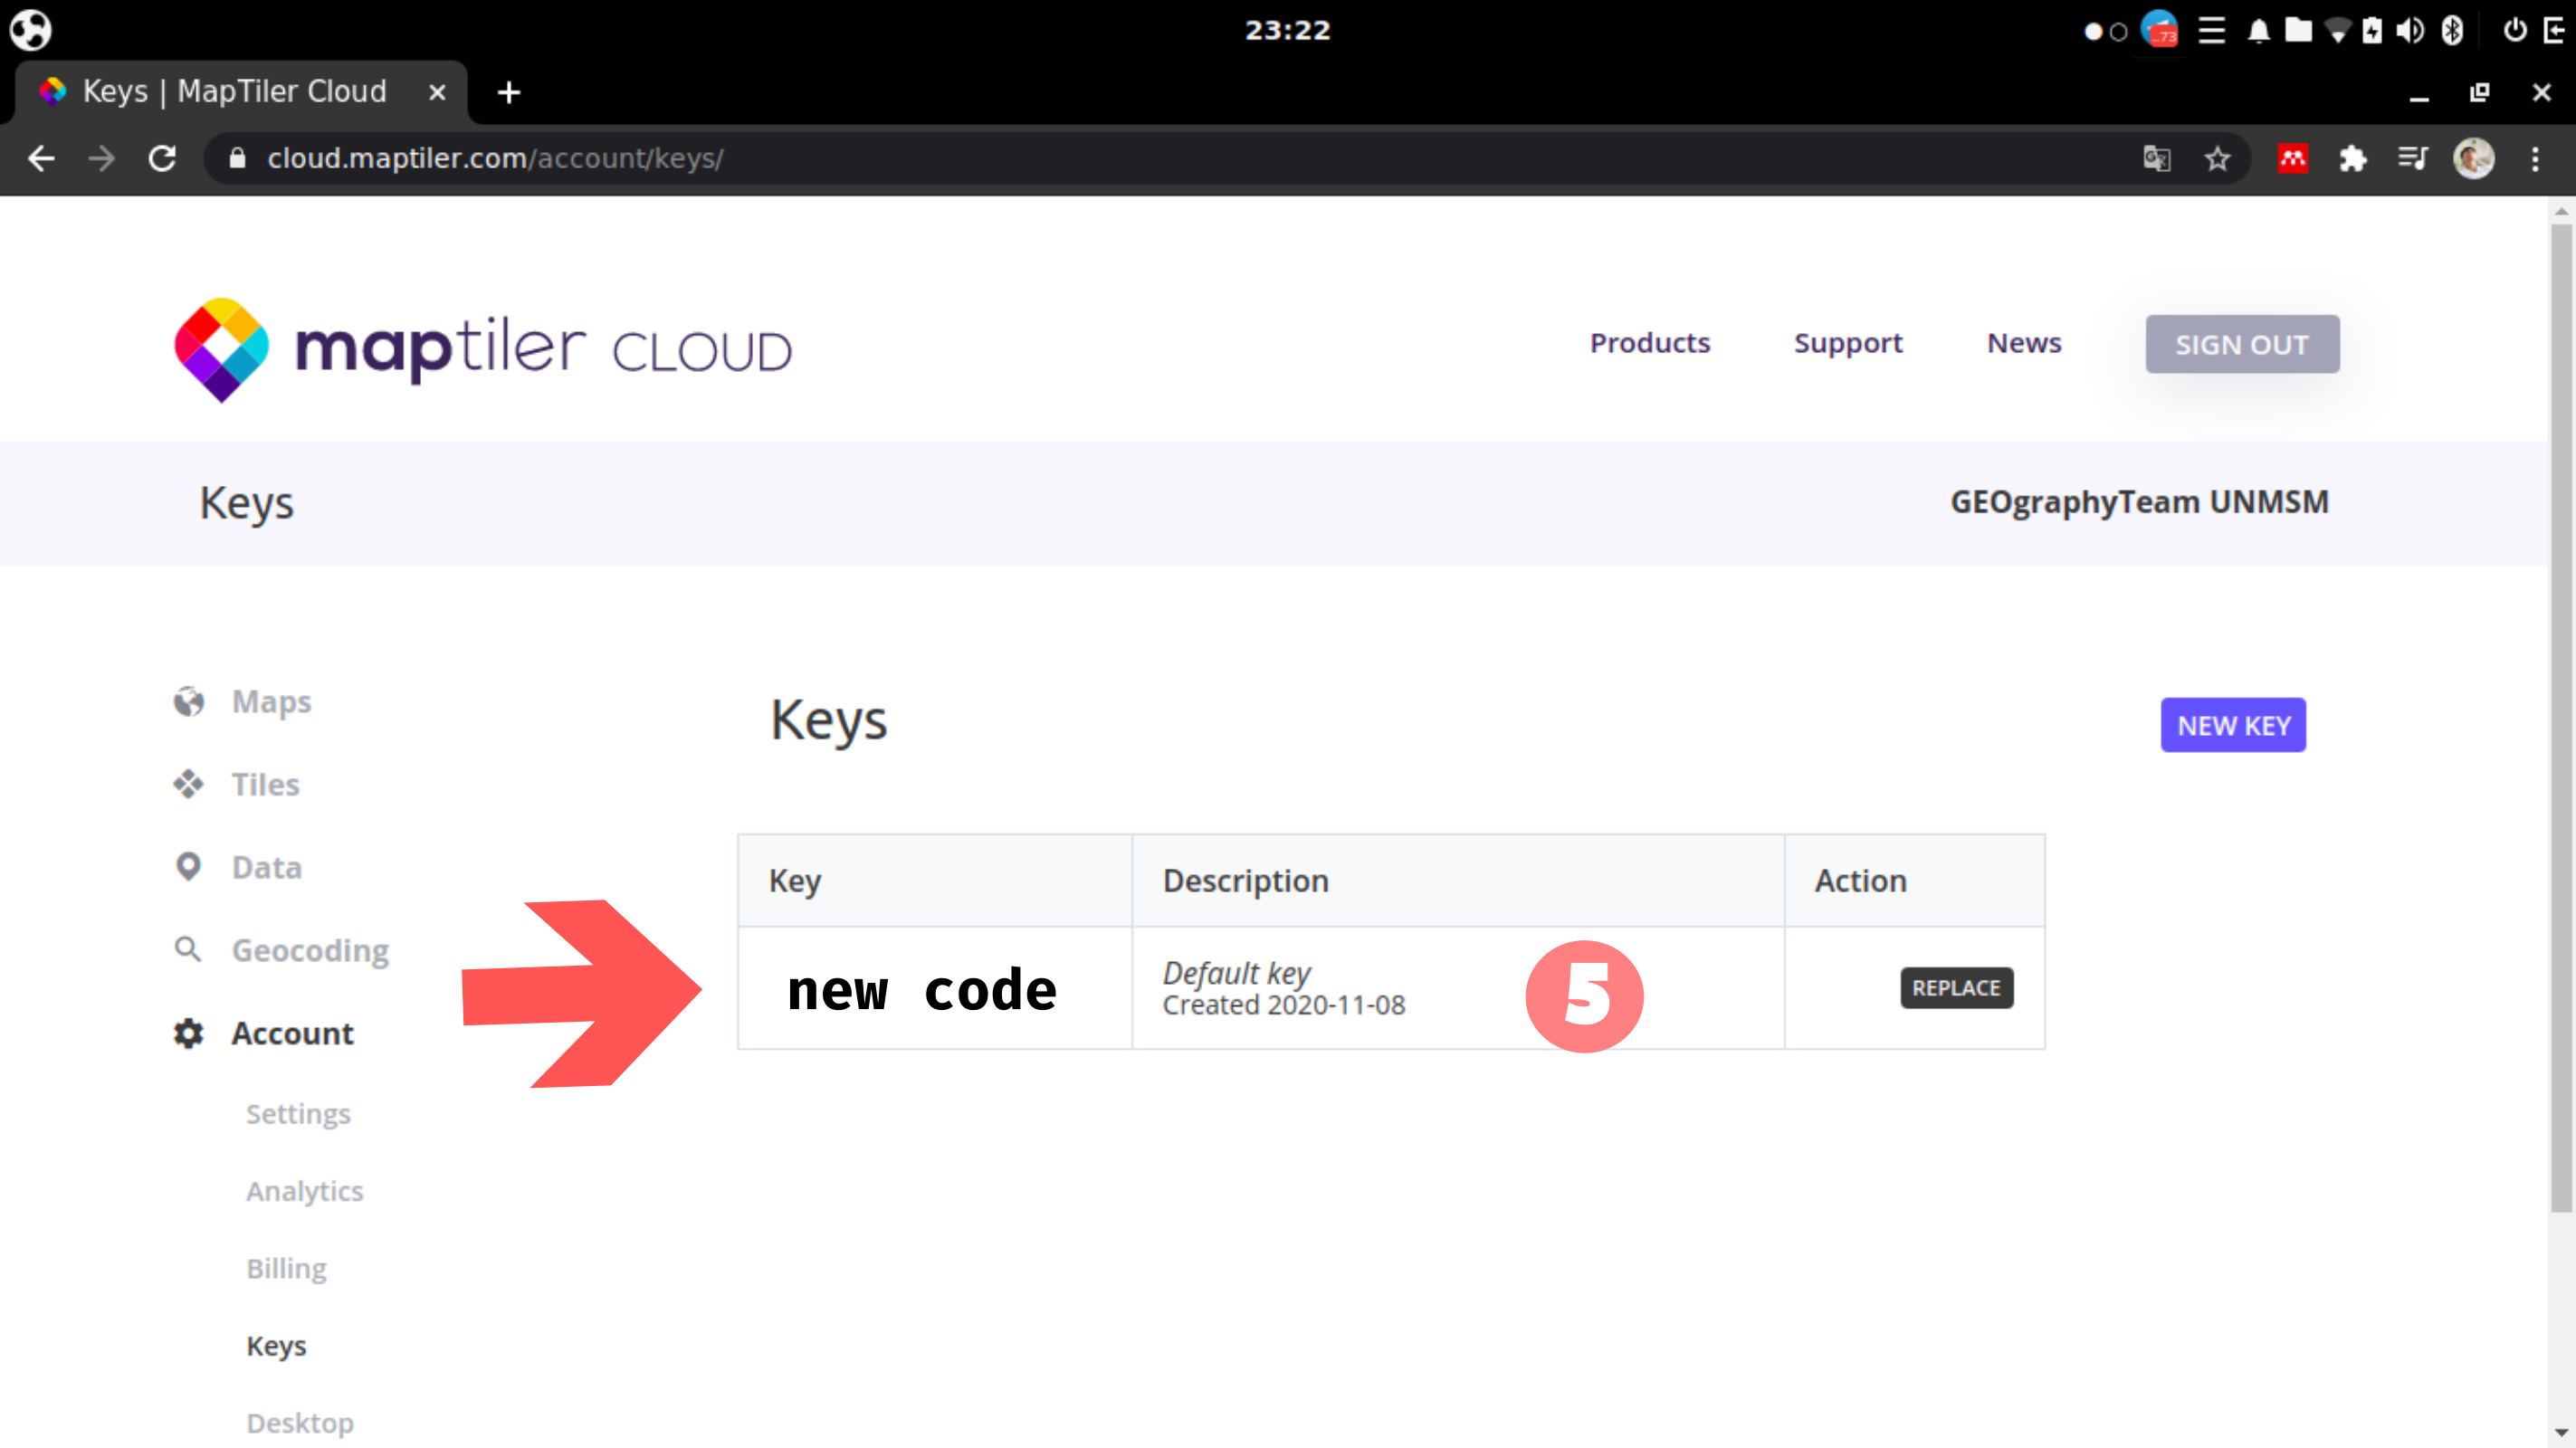 23:22
..73
Keys | MapTiler Cloud
cloud.maptiler.com/account/keys/
maptiler CLOUD
Products
Support
News
SIGN OUT
Keys
GEOgraphyTeam UNMSM
Maps
Tiles
Data
Geocoding
Account
Settings
Analytics
Billing
Keys
Desktop
Keys
NEW KEY
Key
Description
Action
new code
Default key
Created 2020-11-08
5
REPLACE